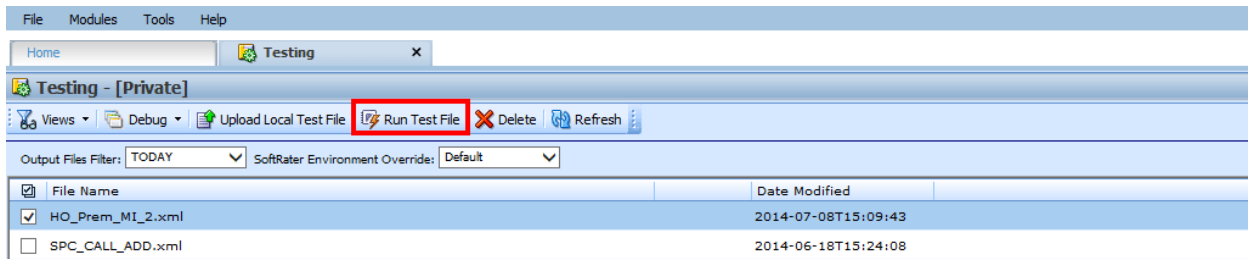 File Modules Tools Help
Home Testing x
Testing - [Private]
Views Debug Upload Local Test File Run Test File Delete Refresh
Output Files Filter: TODAY SoftRater Environment Override: Default
File Name Date Modified
HO_Prem_MI_2.xml 2014-07-08T15:09:43
SPC_CALL_ADD.xml 2014-06-18T15:24:08